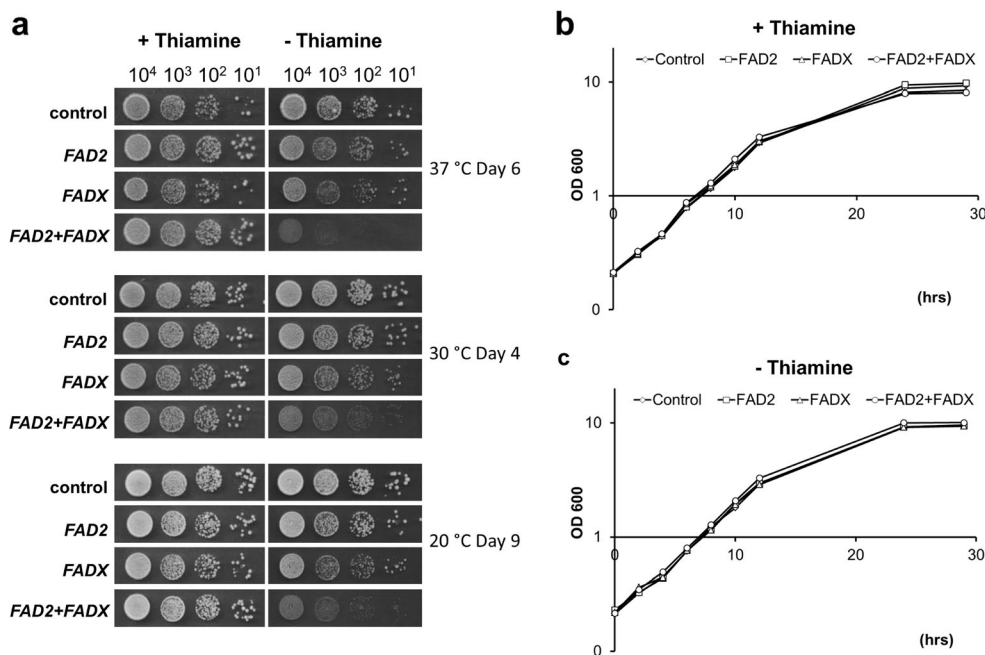 a
+ Thiamine - Thiamine
10⁴ 10³ 10² 10¹ 10⁴ 10³ 10² 10¹
control
FAD2
FADX
FAD2+FADX
37 °C Day 6
control
FAD2
FADX
FAD2+FADX
30 °C Day 4
control
FAD2
FADX
FAD2+FADX
20 °C Day 9
b
+ Thiamine
Control FAD2 FADX FAD2+FADX
10
1
0
OD 600
0 10 20 30
(hrs)
c
- Thiamine
Control FAD2 FADX FAD2+FADX
10
1
0
OD 600
0 10 20 30
(hrs)